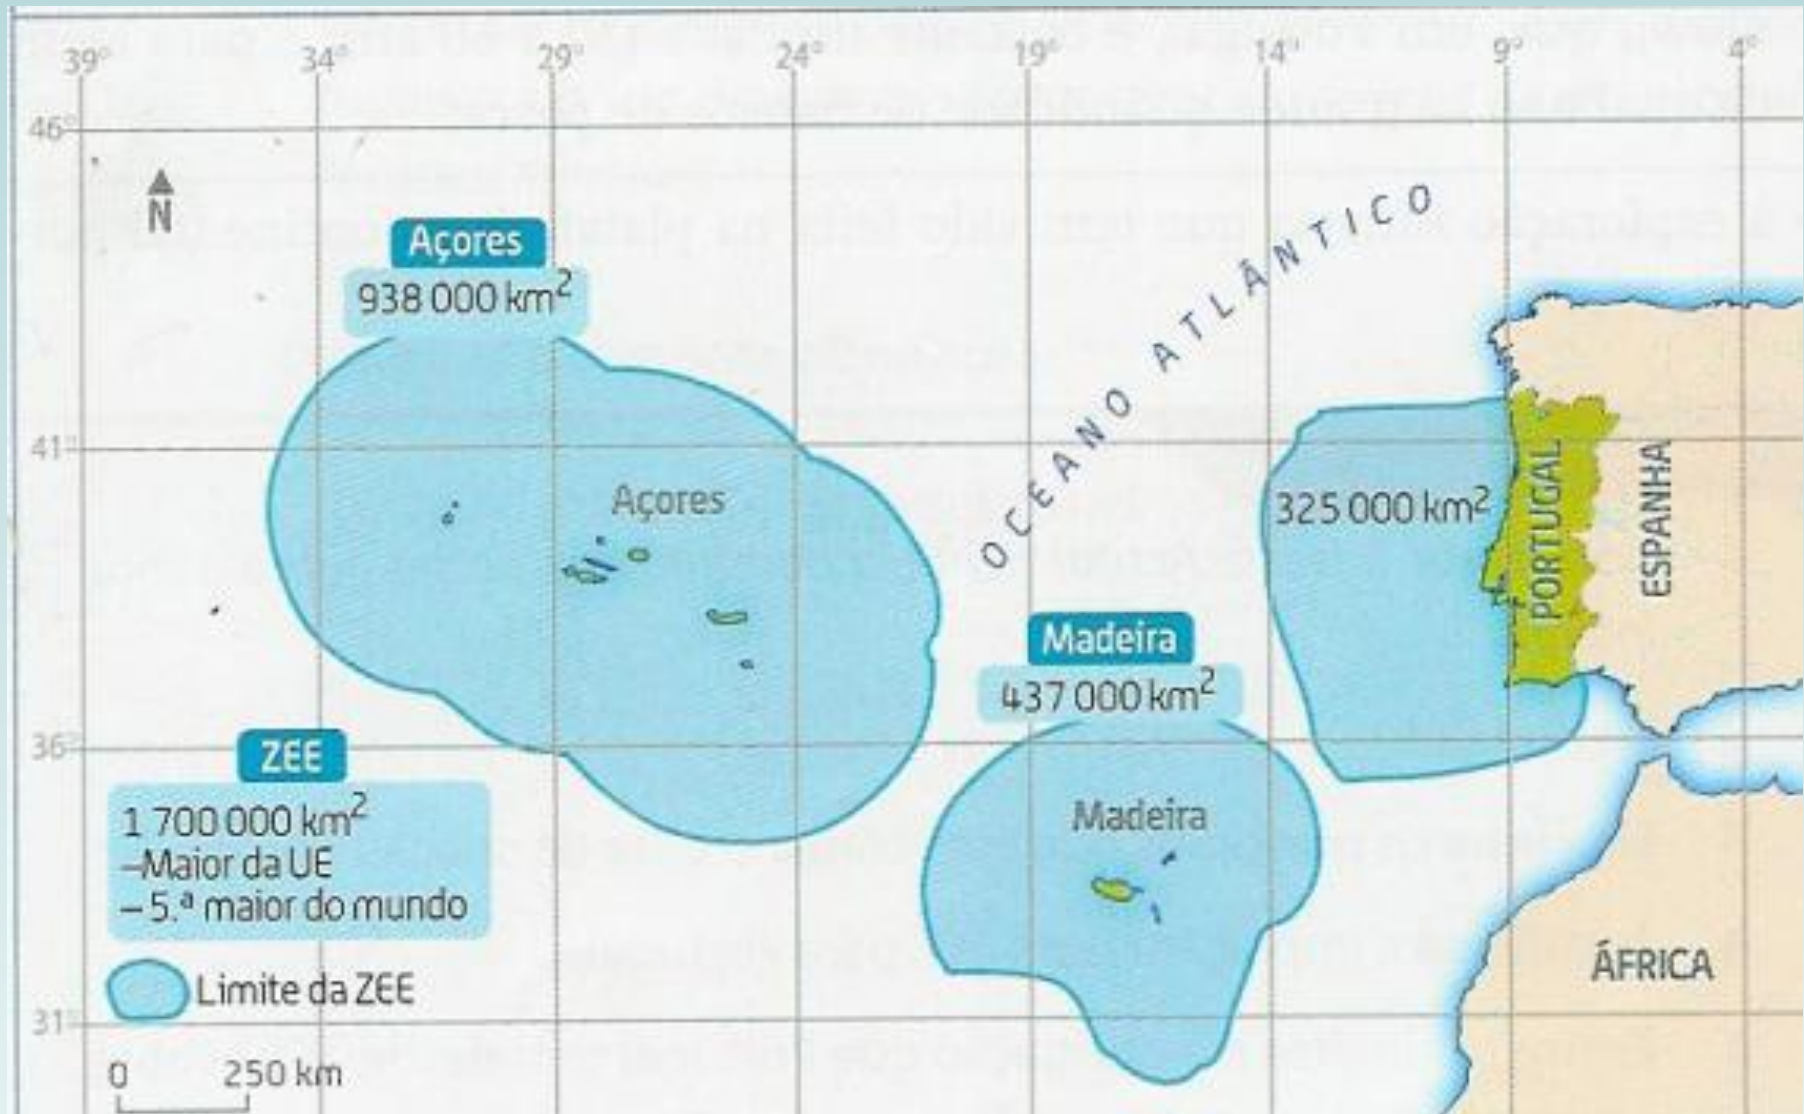 39° 34° 29° 24° 19° 14° 9° 4°
46°
N
Açores
938 000 km²
OCEANO ATLÂNTICO
41°
Açores
325 000 km²
PORTUGAL
ESPANHA
Madeira
437 000 km²
36°
ZEE
1 700 000 km²
–Maior da UE
– 5.ª maior do mundo
Madeira
Limite da ZEE
ÁFRICA
31°
0 250 km